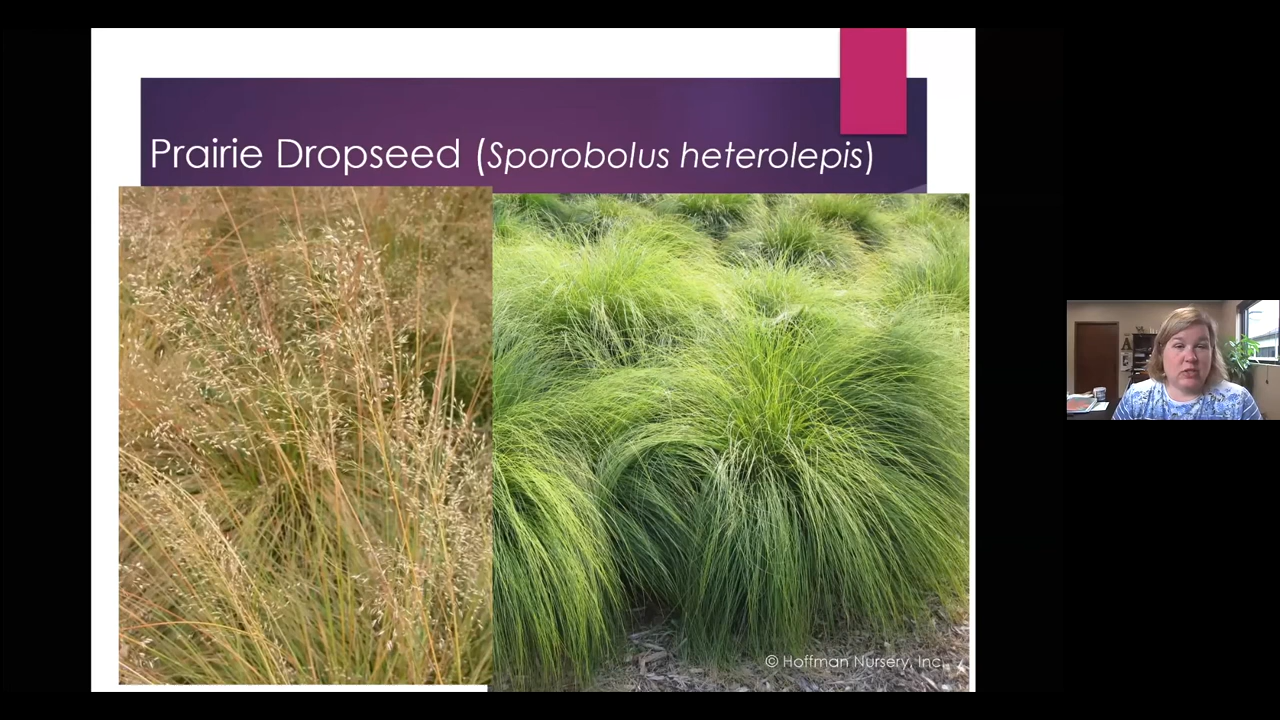 Prairie Dropseed (Sporobolus heterolepis)
© Hoffman Nursery, Inc.